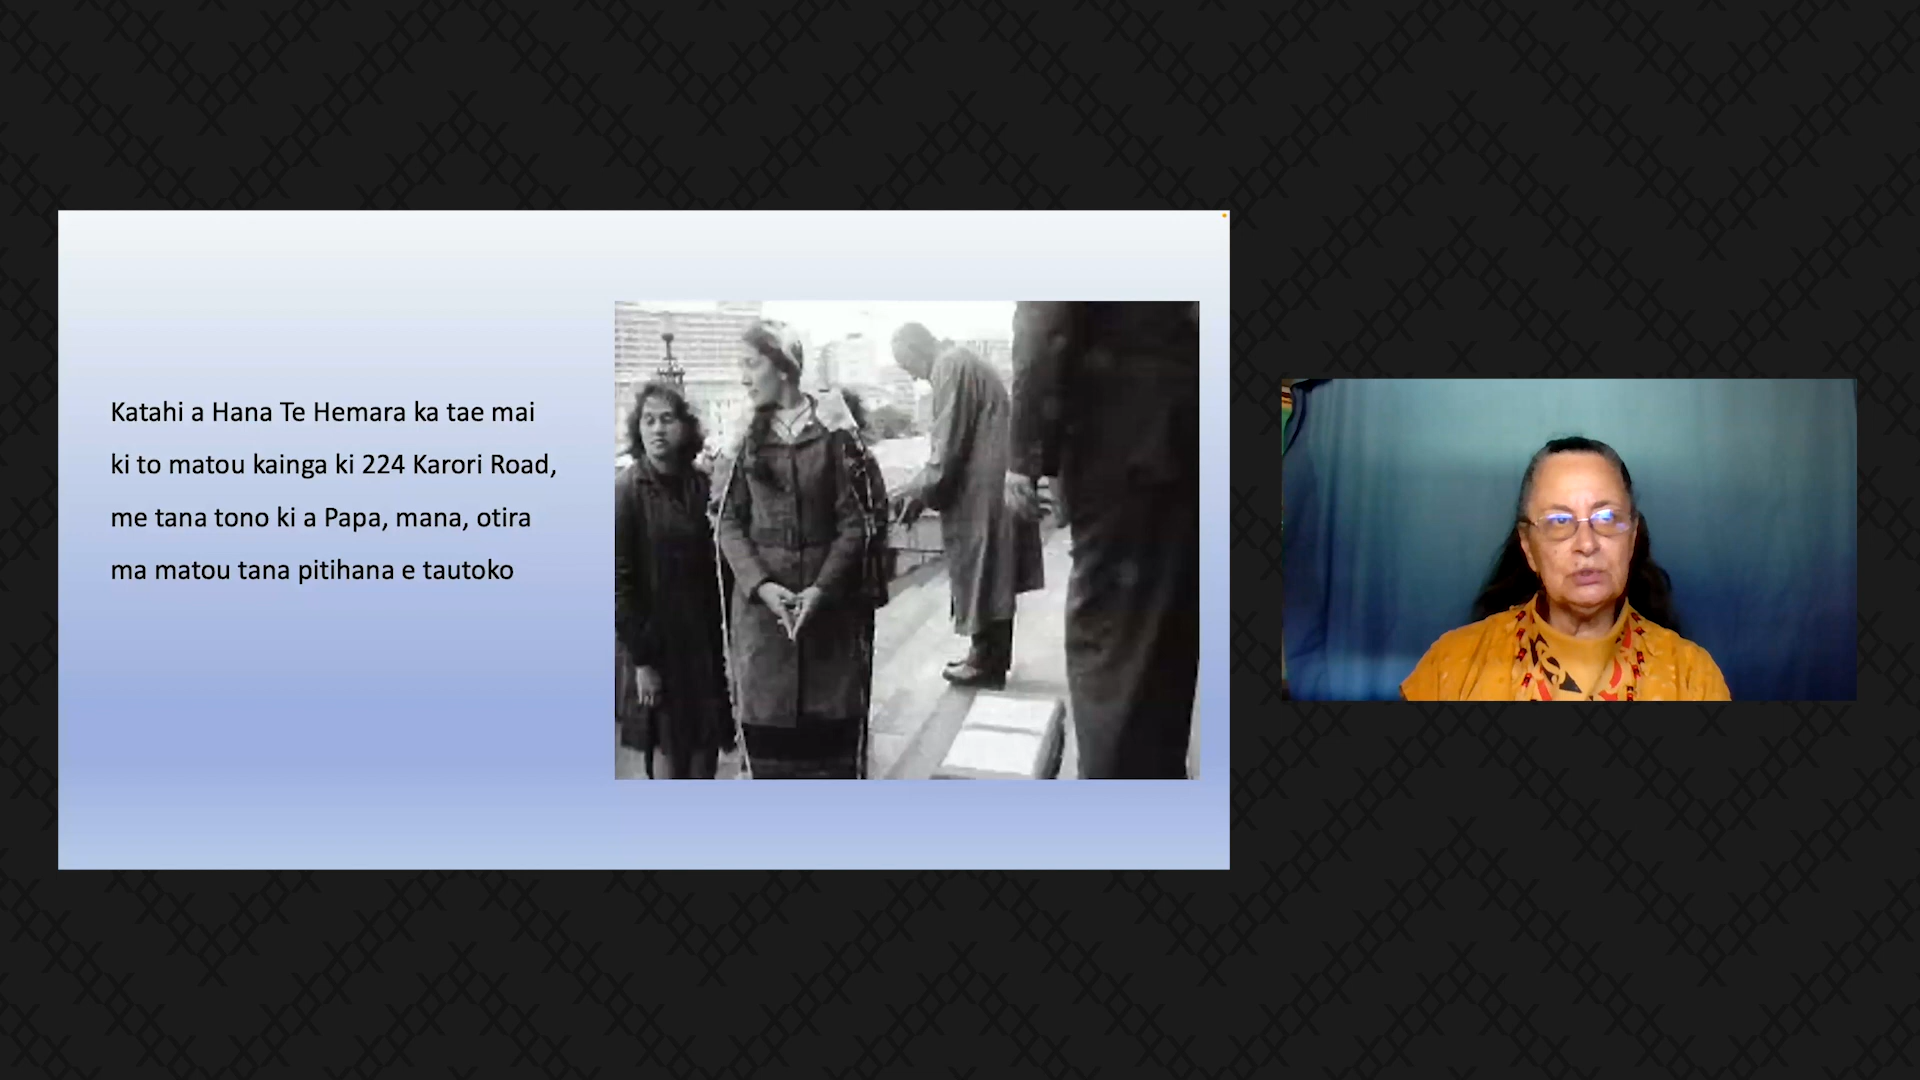 Katahi a Hana Te Hemara ka tae mai
ki to matou kainga ki 224 Karori Road,
me tana tono ki a Papa, mana, otira
ma matou tana pitihana e tautoko